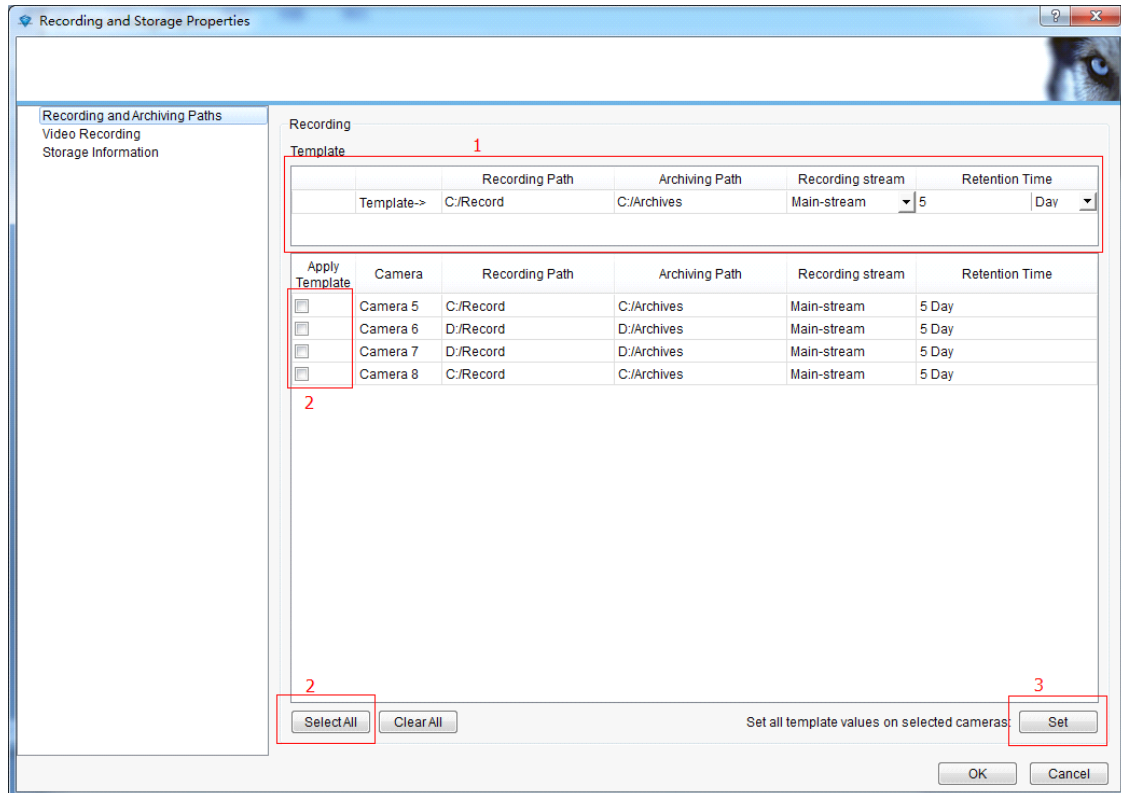 Recording and Storage Properties
?
x
Recording and Archiving Paths
Video Recording
Storage Information
Recording
Template
1
Recording Path Archiving Path Recording stream Retention Time
Template-> C:/Record C:/Archives Main-stream 5 Day
Apply Template Camera Recording Path Archiving Path Recording stream Retention Time
Camera 5 C:/Record C:/Archives Main-stream 5 Day
Camera 6 D:/Record D:/Archives Main-stream 5 Day
Camera 7 D:/Record D:/Archives Main-stream 5 Day
Camera 8 C:/Record C:/Archives Main-stream 5 Day
2
2
3
Select All Clear All Set all template values on selected cameras: Set
OK Cancel